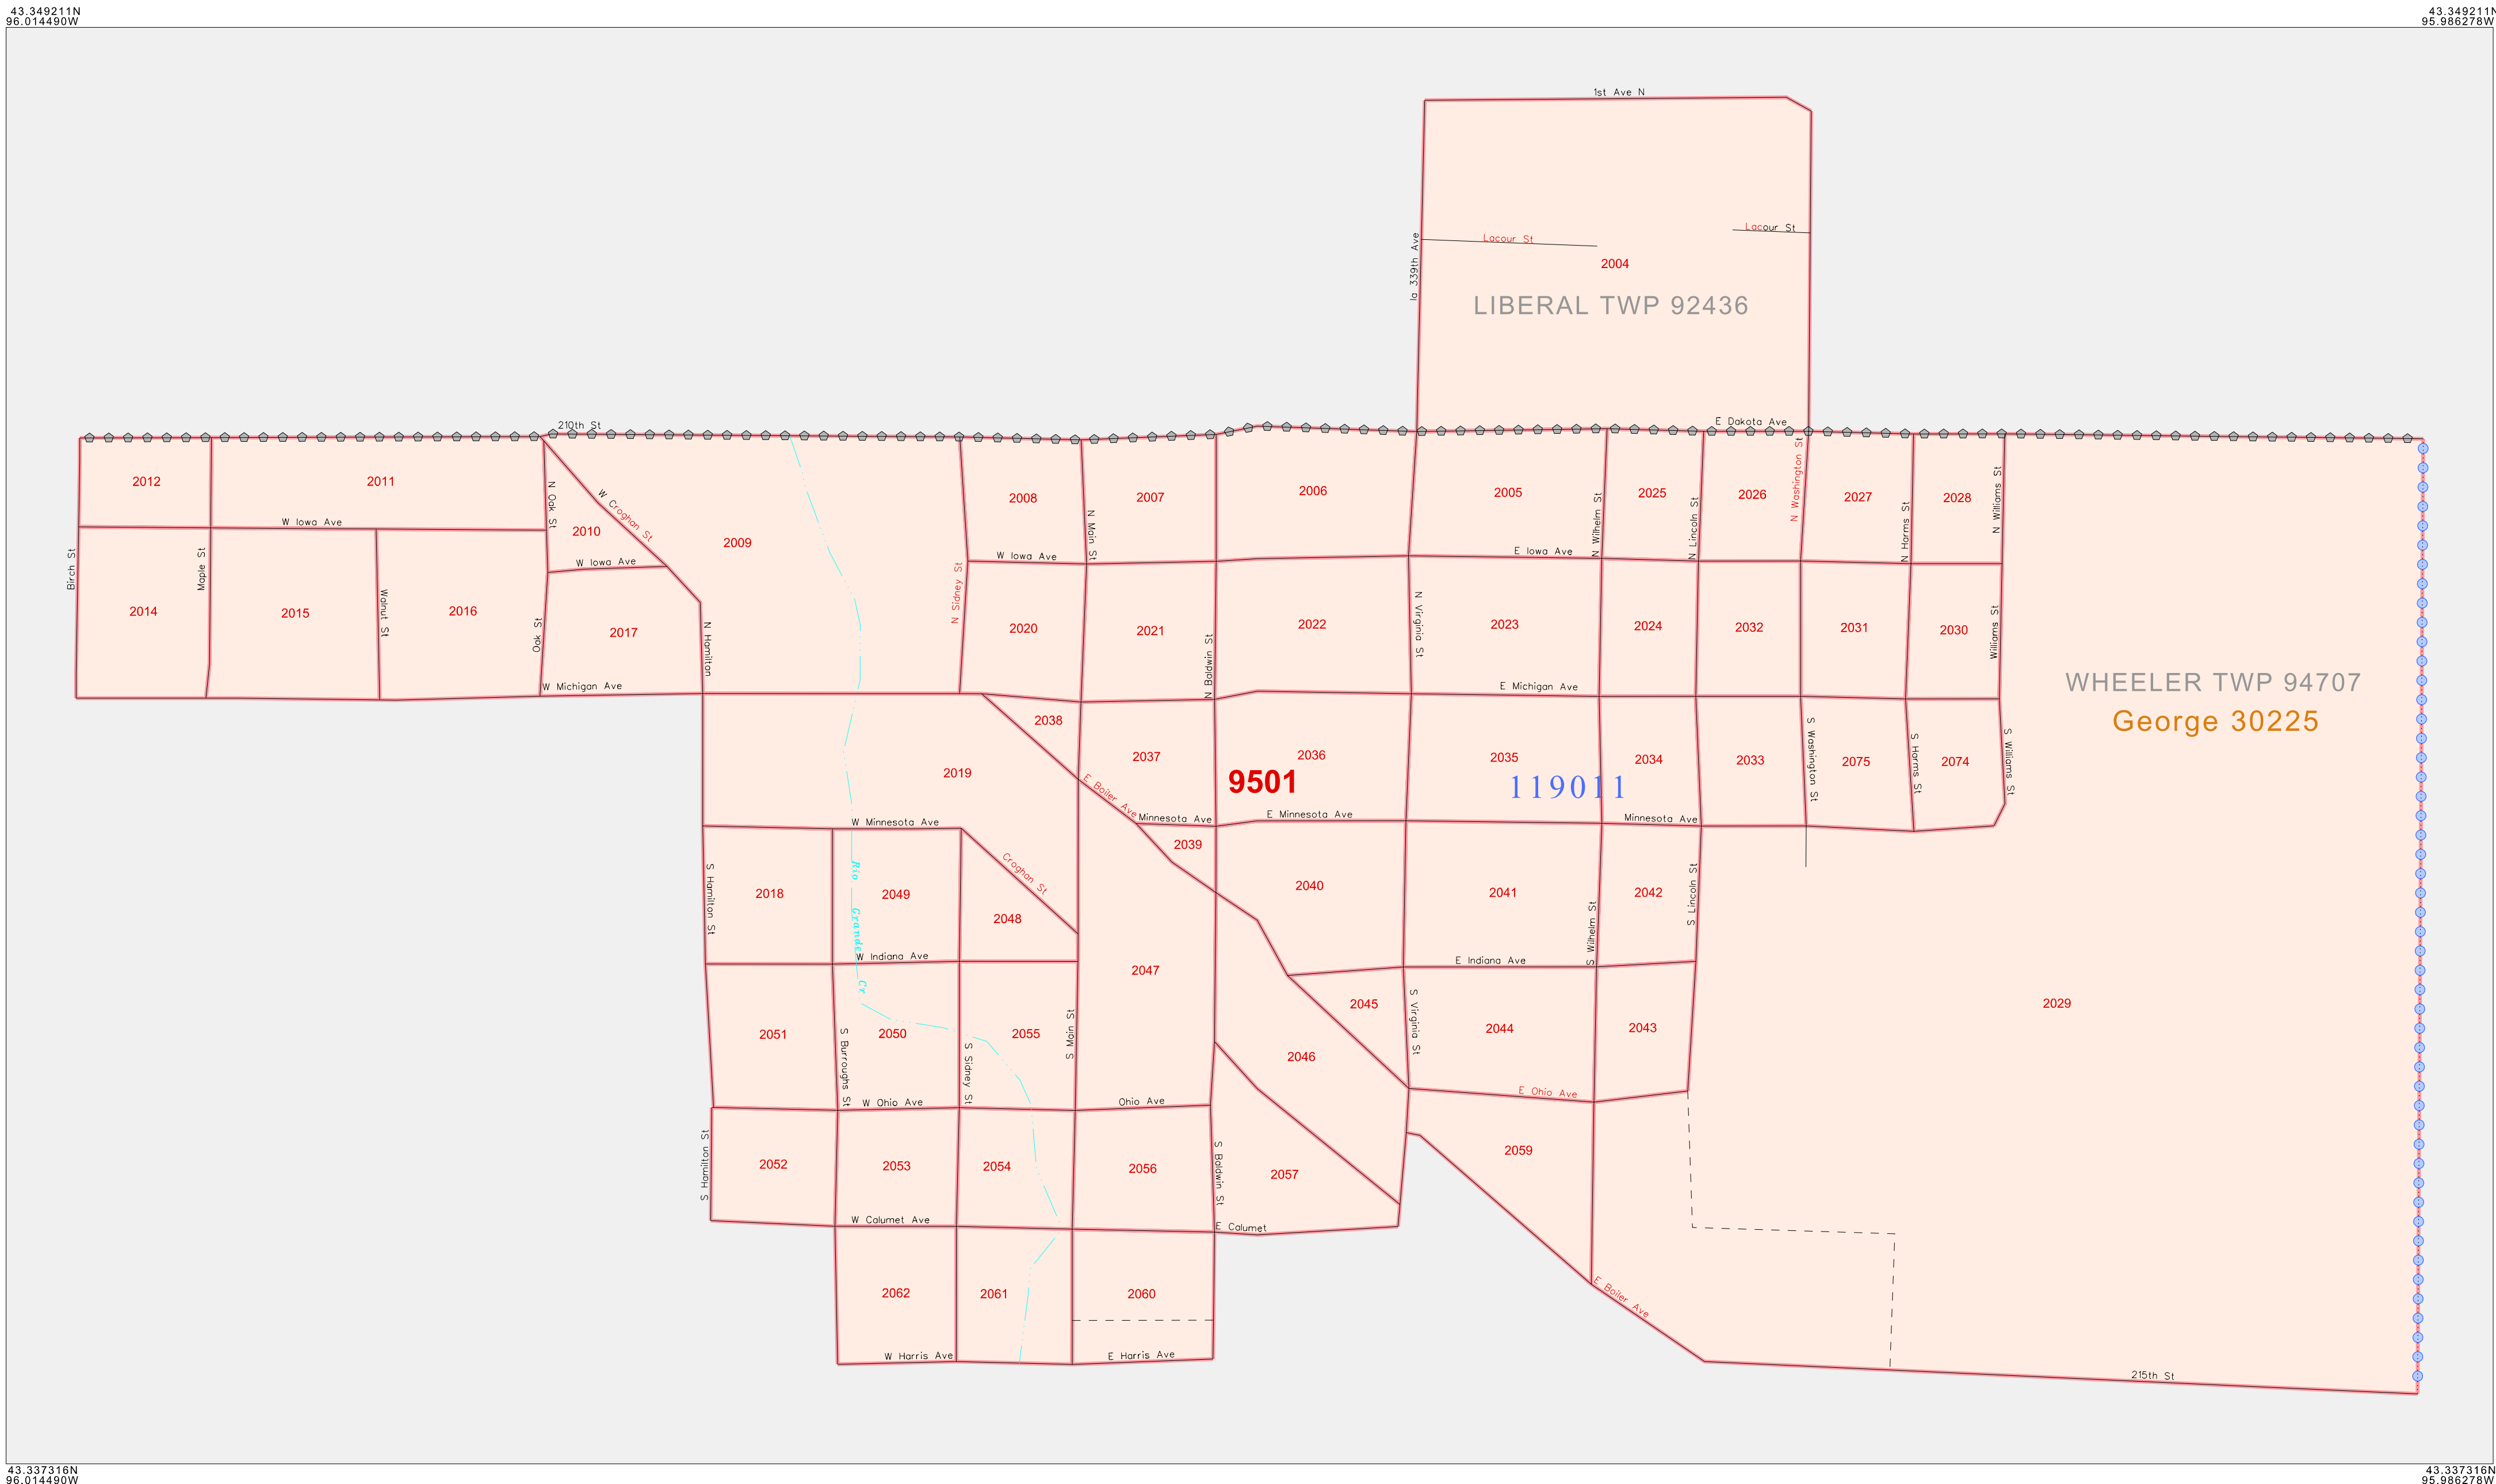 43.349211N
96.014490W
43.349211N
95.986278W
1st Ave N
Lacour St
Lacour St
Ia 339th Ave
2004
LIBERAL TWP 92436
210th St
E Dakota Ave
2012
2011
N Oak St
W Croghan St
2010
2009
2008
N Main St
2007
2006
2005
N Wilhelm St
2025
N Lincoln St
2026
N Washington St
2027
N Harms St
2028
N Williams St
W Iowa Ave
W Iowa Ave
W Iowa Ave
E Iowa Ave
Birch St
2014
Maple St
2015
Walnut St
2016
Oak St
2017
N Hamilton
N Sidney St
2020
2021
N Baldwin St
2022
N Virginia St
2023
2024
2032
2031
2030
Williams St
W Michigan Ave
E Michigan Ave
WHEELER TWP 94707
George 30225
2038
2019
E Boiler Ave
2037
2036
9501
2035
119011
2034
2033
S Washington St
2075
S Harms St
2074
S Williams St
W Minnesota Ave
Minnesota Ave
E Minnesota Ave
Minnesota Ave
S Hamilton St
2018
Rio Grande Cr
2049
Croghan St
2048
2039
2040
2041
S Wilhelm St
2042
S Lincoln St
W Indiana Ave
E Indiana Ave
2047
2029
2051
S Burroughs St
2050
S Sidney St
2055
S Main St
2046
2045
S Virginia St
2044
2043
W Ohio Ave
Ohio Ave
E Ohio Ave
S Hamilton St
2052
2053
2054
2056
S Baldwin St
2057
2059
W Calumet Ave
E Calumet
2062
2061
2060
E Boiler Ave
W Harris Ave
E Harris Ave
215th St
43.337316N
96.014490W
43.337316N
95.986278W